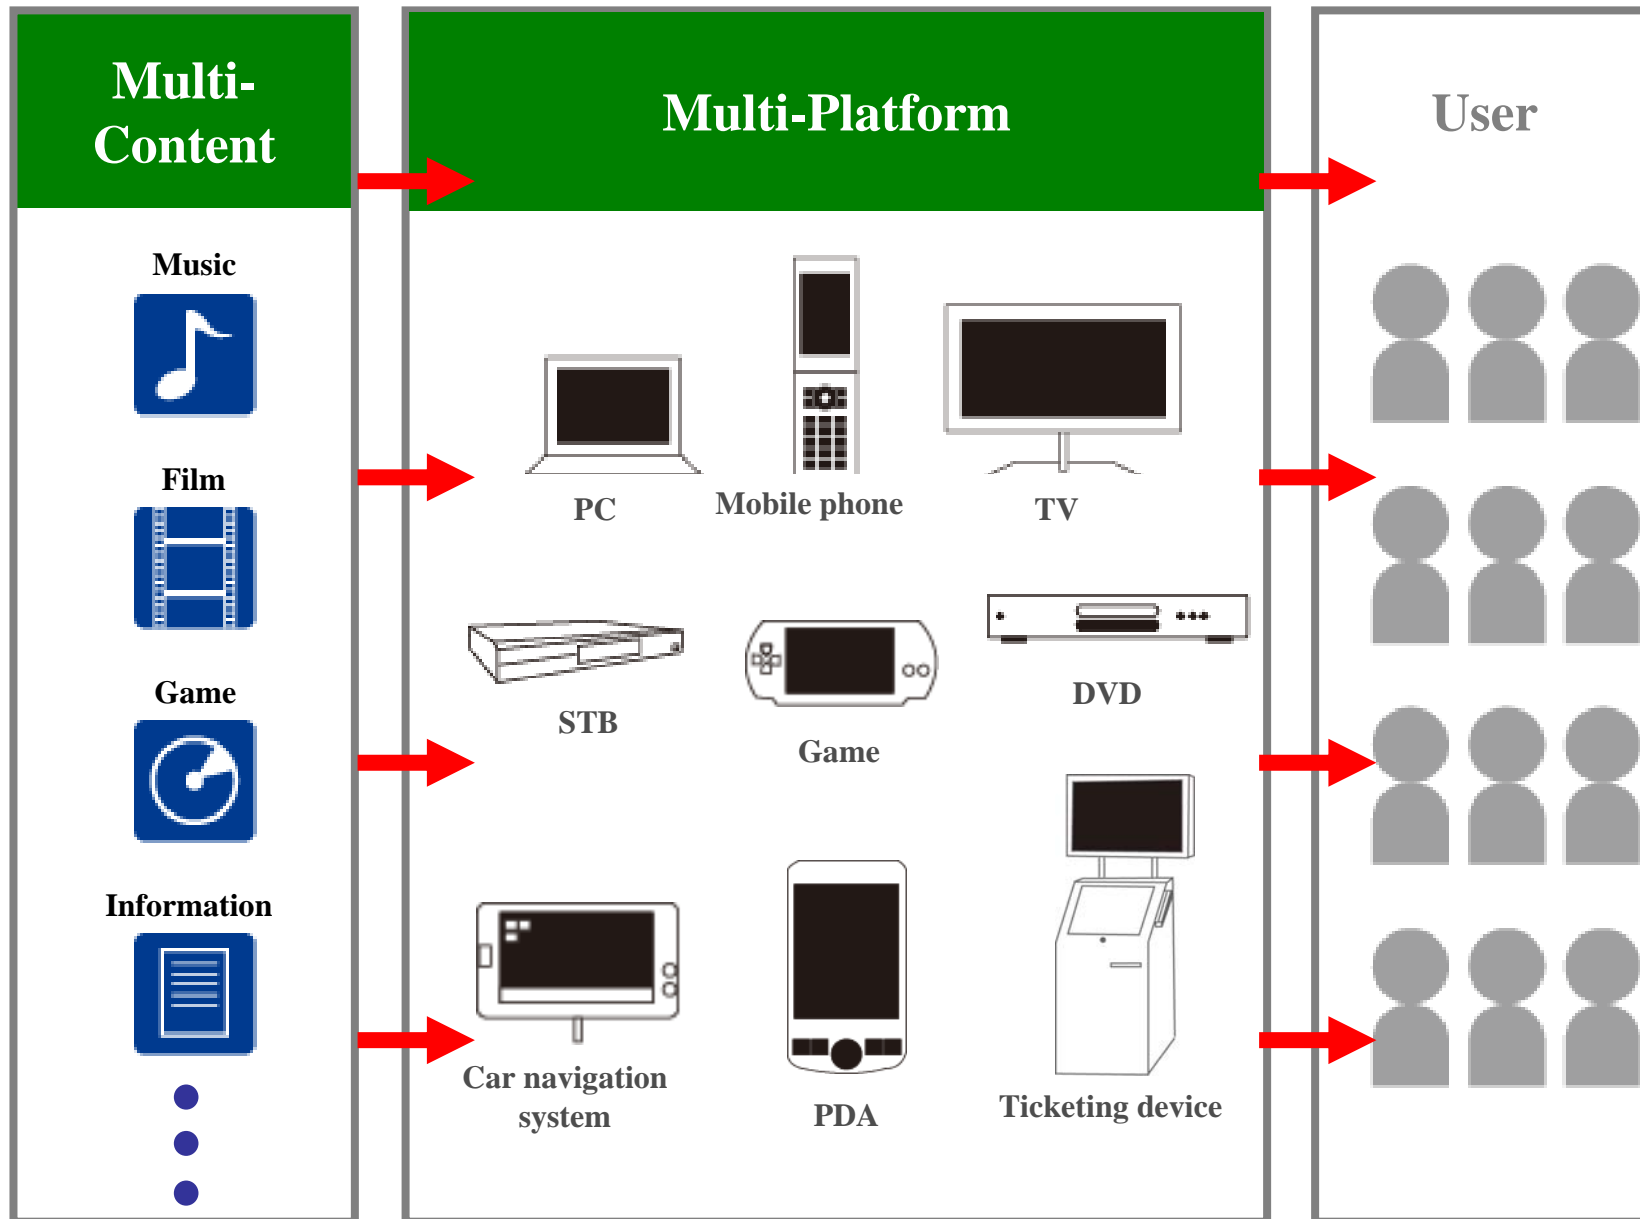 Multi-
Content
Multi-Platform
User
Music
Film
Game
Information
PC
Mobile phone
TV
STB
Game
DVD
Car navigation
system
PDA
Ticketing device